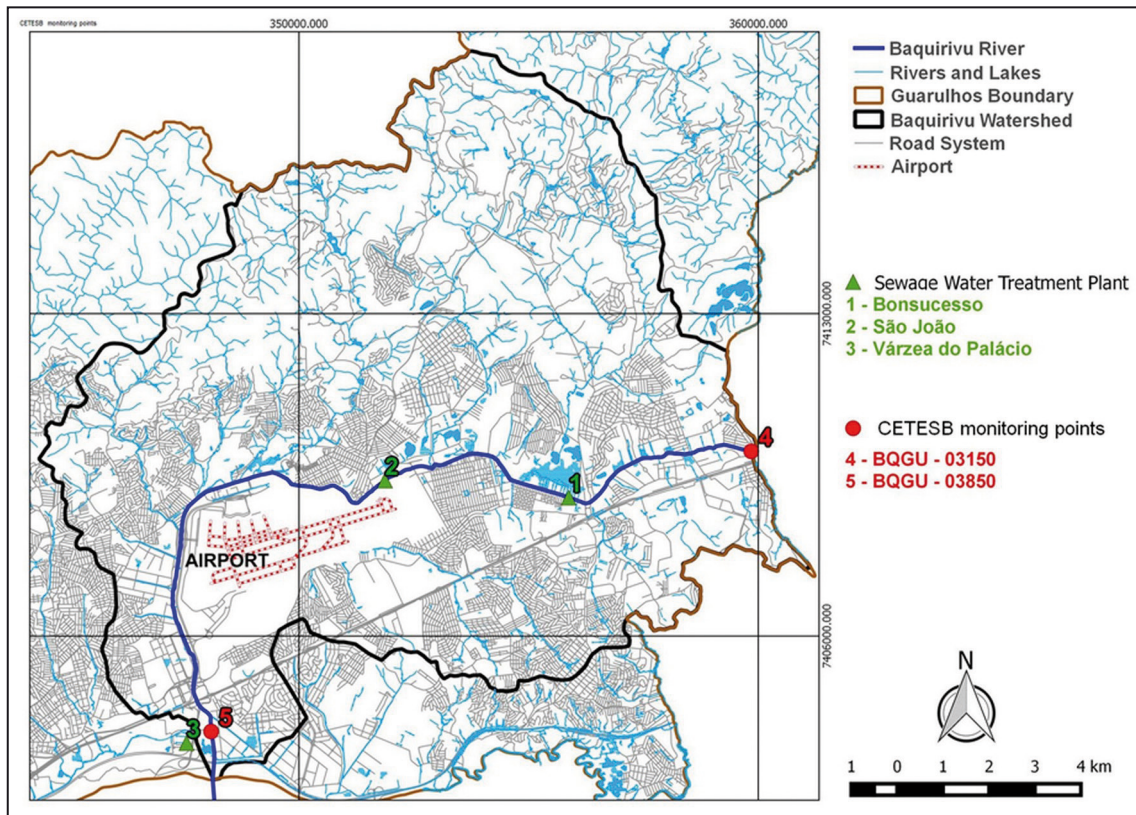 CETESB monitoring points
350000.000
360000.000
7413000.000
7406000.000
4
2
1
AIRPORT
3
5
Baquirivu River
Rivers and Lakes
Guarulhos Boundary
Baquirivu Watershed
Road System
Airport
Sewage Water Treatment Plant
1 - Bonsucesso
2 - São João
3 - Várzea do Palácio
CETESB monitoring points
4 - BQGU - 03150
5 - BQGU - 03850
N
1 0 1 2 3 4 km